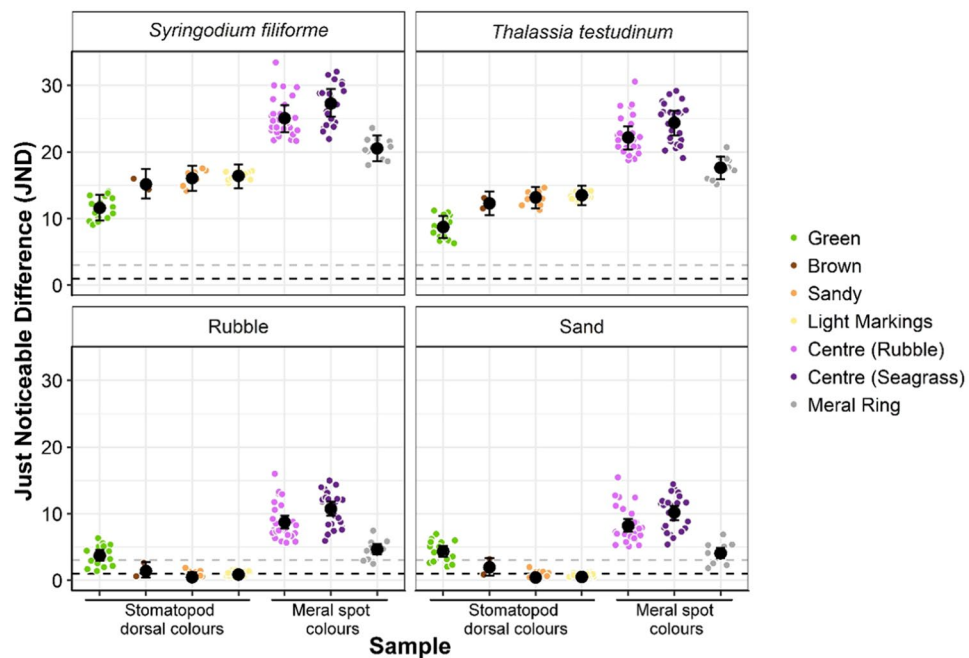 Syringodium filiforme
Thalassia testudinum
30
20
10
0
Rubble
Sand
30
20
10
0
Just Noticeable Difference (JND)
Stomatopod
dorsal colours
Meral spot
colours
Stomatopod
dorsal colours
Meral spot
colours
Sample
Green
Brown
Sandy
Light Markings
Centre (Rubble)
Centre (Seagrass)
Meral Ring